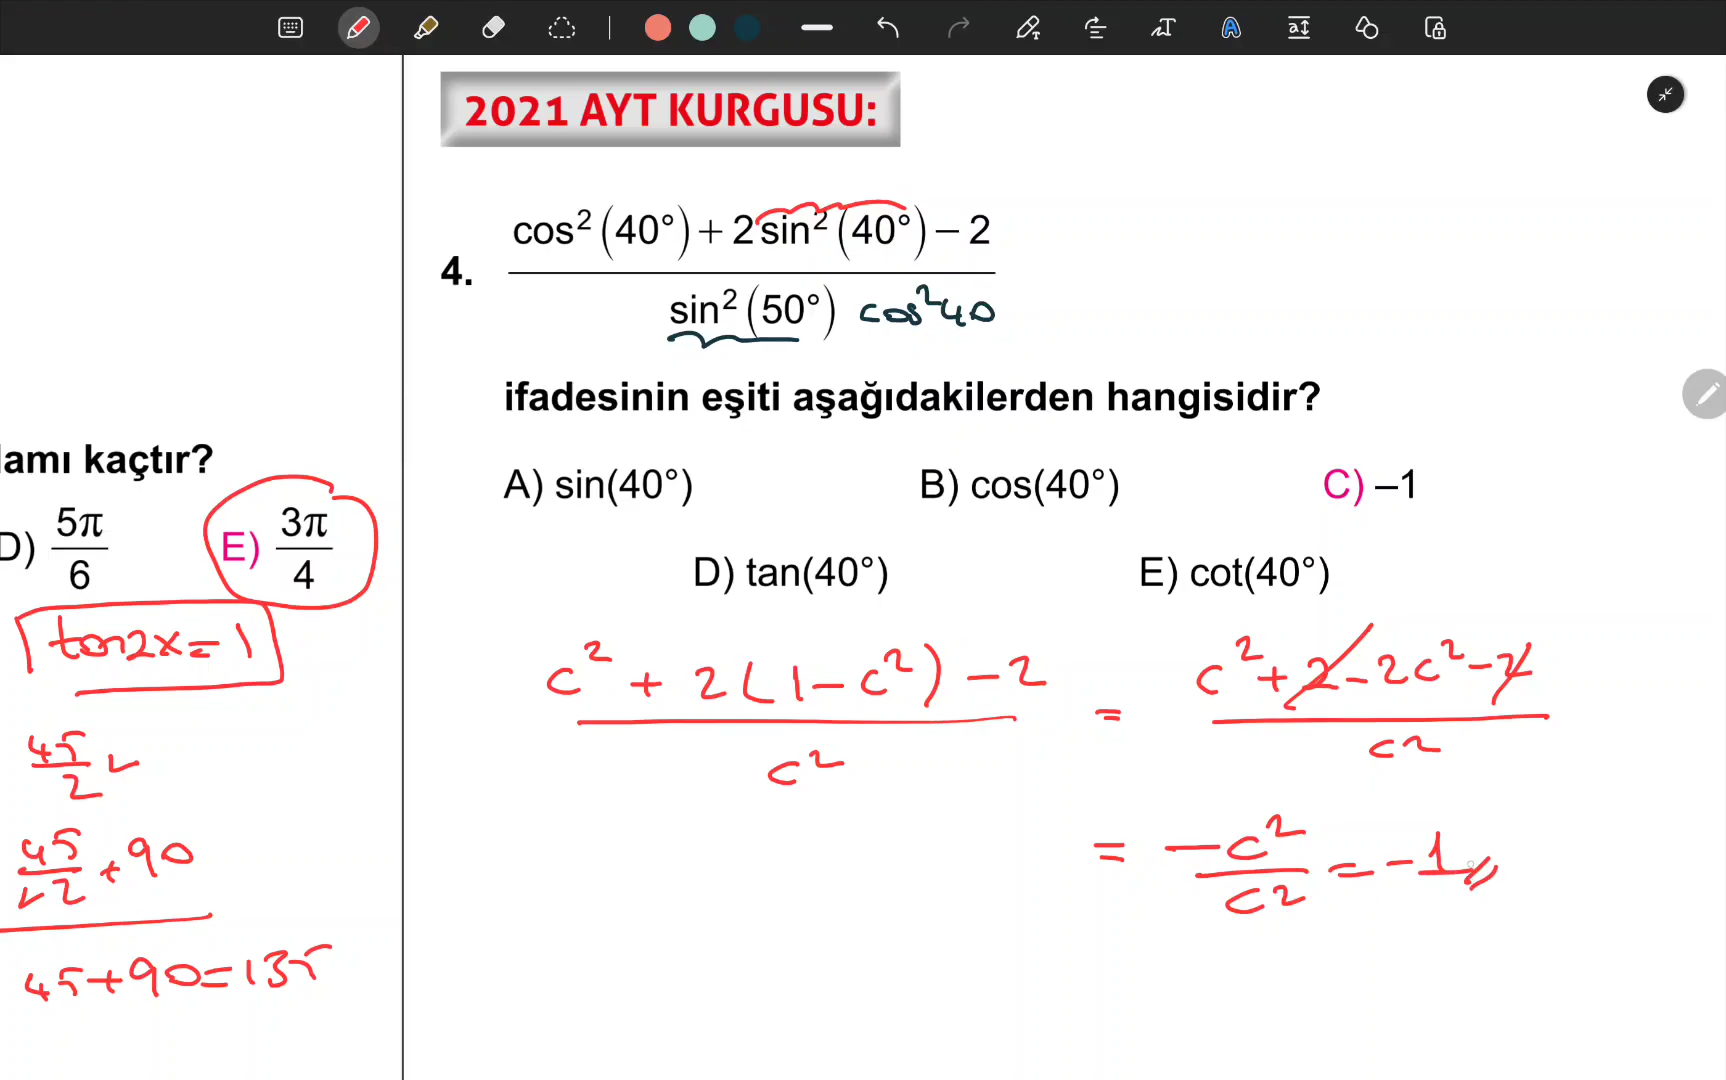 2021 AYT KURGUSU:
4. cos² (40°) + 2 sin² (40°) − 2
sin² (50°) cos²40
ifadesinin eşiti aşağıdakilerden hangisidir?
A) sin(40°) B) cos(40°) C) −1
D) tan(40°) E) cot(40°)
c² + 2(1−c²) −2 = c² + 2 − 2c² − 2
c² c²
= −c² = −1
c²
lamı kaçtır?
D) 5π/6 E) 3π/4
tan2x = 1
45/2
45/2 + 90
45+90=135